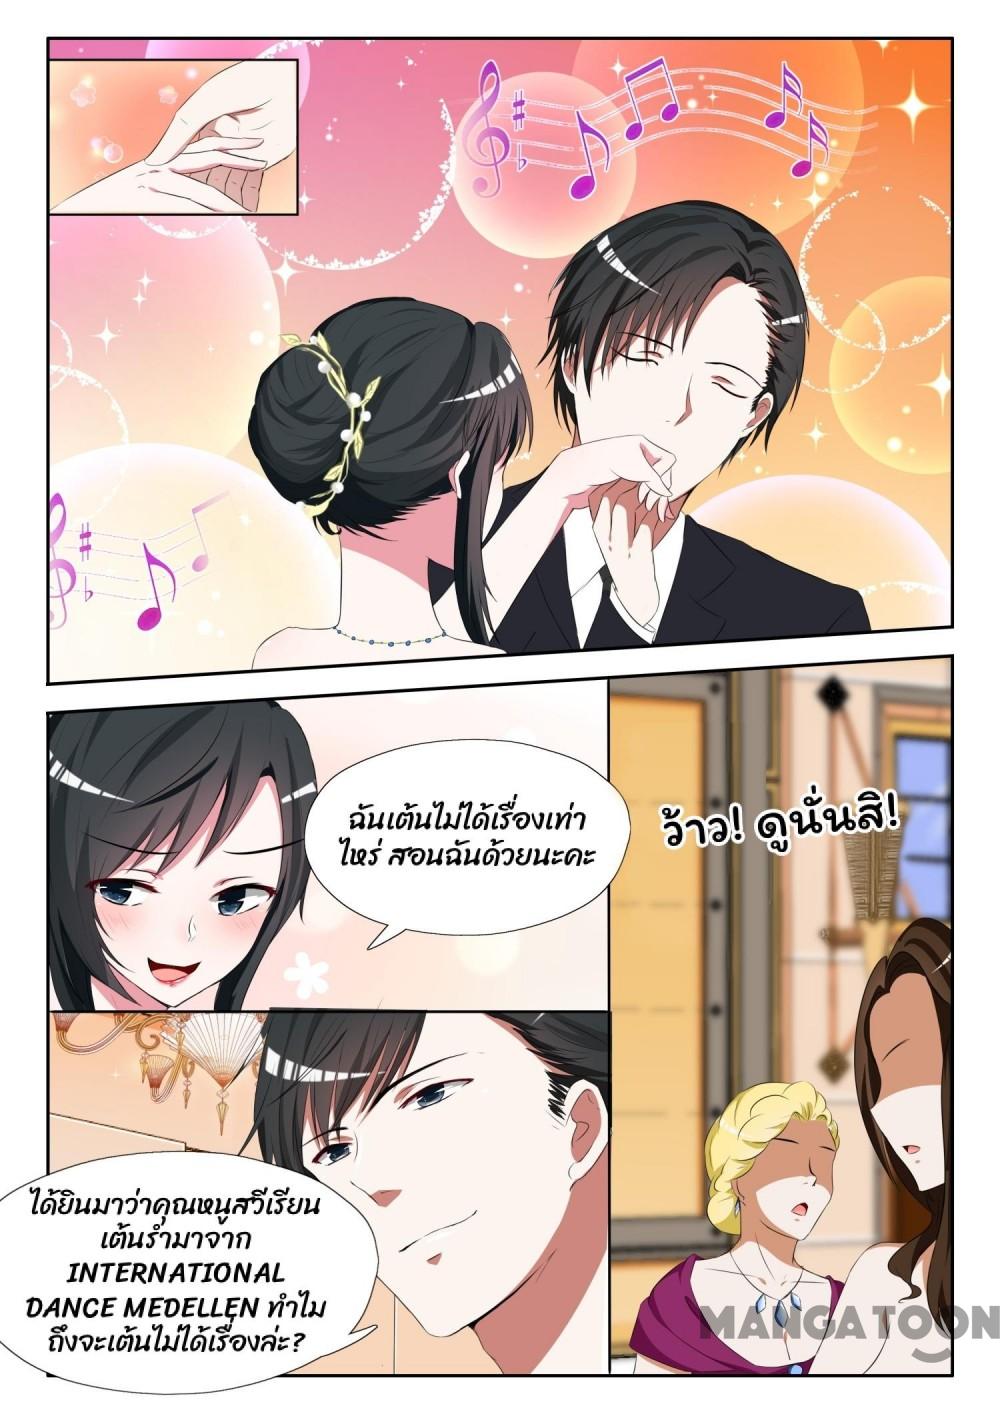 ฉันเต้นไม่ได้เรื่องเท่า
ไหร่ สอนฉันด้วยนะคะ
ว้าว! ดูนั่นสิ!
ได้ยินมาว่าคุณหนูสวีเรียน
เต้นรำมาจาก
INTERNATIONAL
DANCE MEDELLEN ทำไม
ถึงจะเต้นไม่ได้เรื่องล่ะ?
MANGATOON